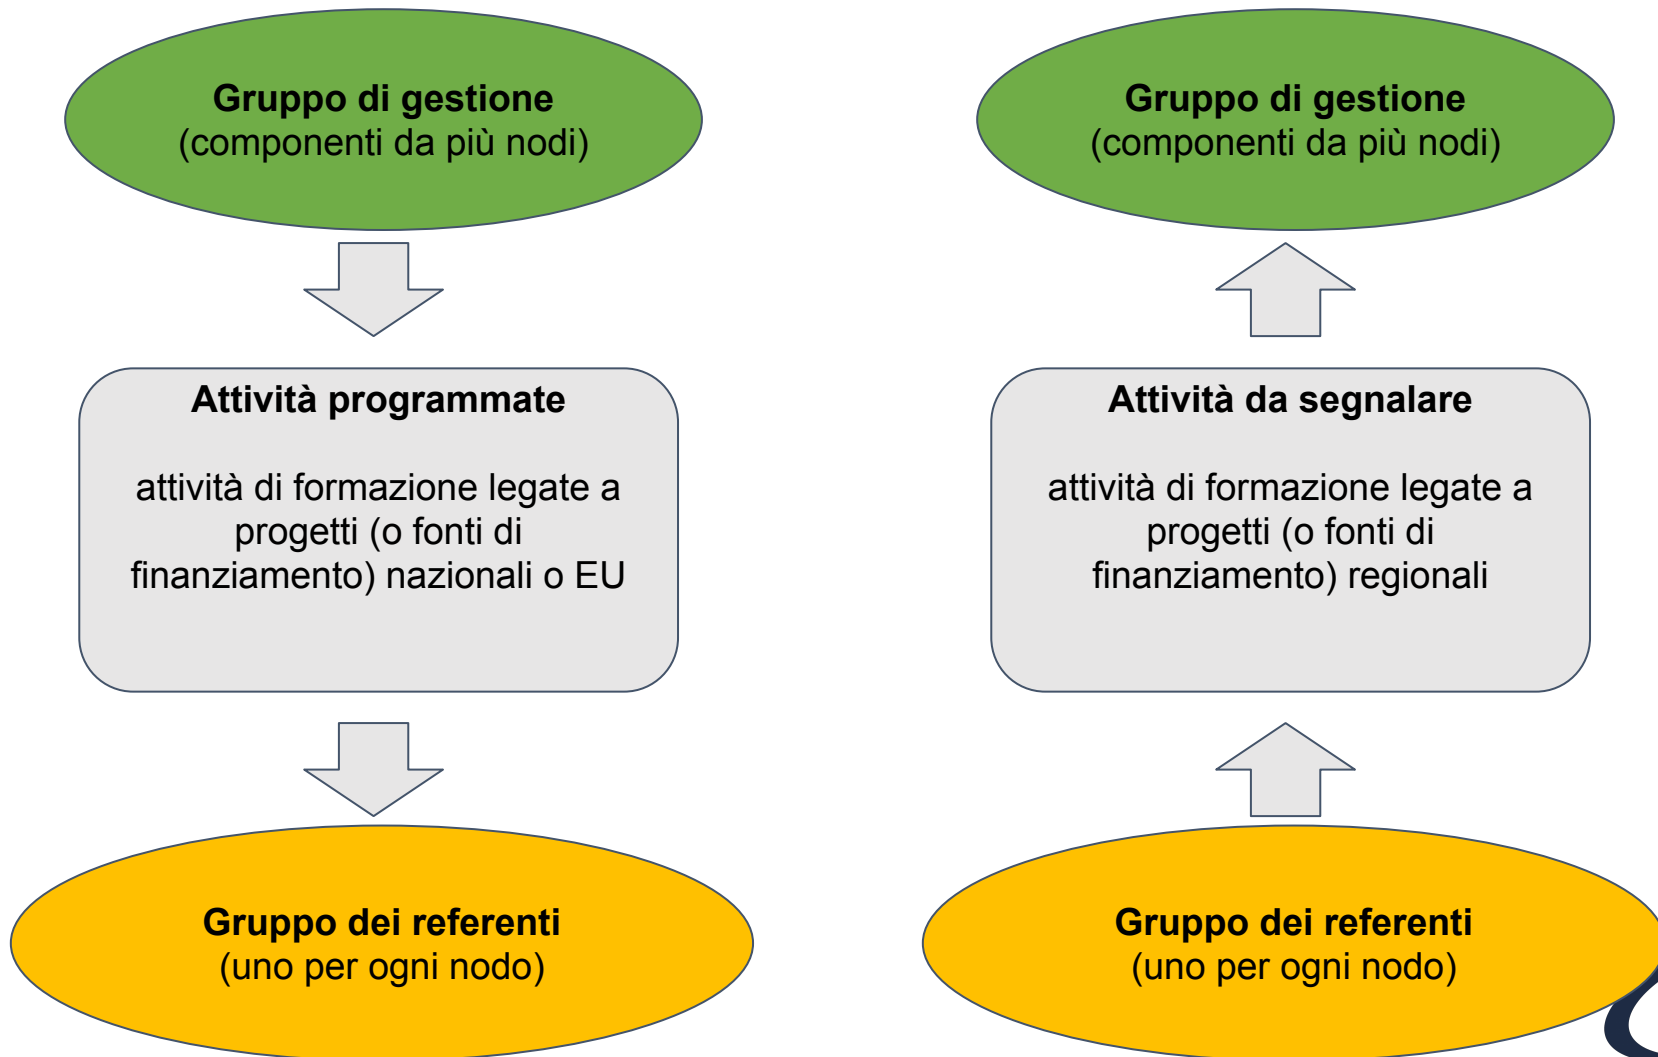 Gruppo di gestione
(componenti da più nodi)
Attività programmate
attività di formazione legate a
progetti (o fonti di
finanziamento) nazionali o EU
Gruppo dei referenti
(uno per ogni nodo)
Gruppo di gestione
(componenti da più nodi)
Attività da segnalare
attività di formazione legate a
progetti (o fonti di
finanziamento) regionali
Gruppo dei referenti
(uno per ogni nodo)